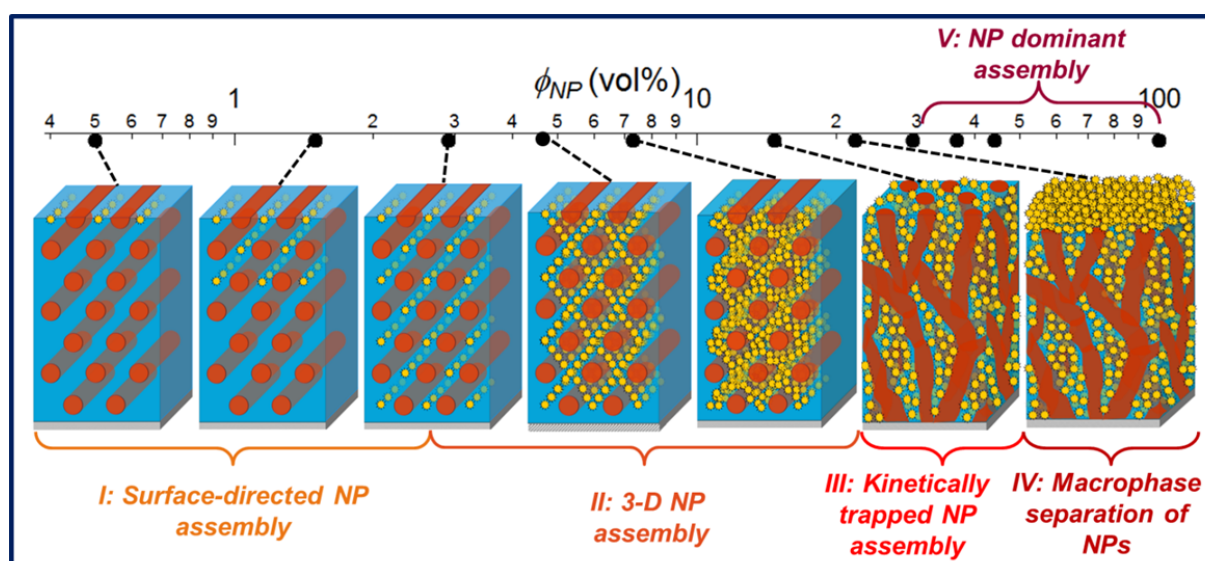 V: NP dominant
assembly
1 ϕNP (vol%) 10 100
4 5 6 7 8 9 2 3 4 5 6 7 8 9 2 3 4 5 6 7 8 9
I: Surface-directed NP
assembly
II: 3-D NP
assembly
III: Kinetically
trapped NP
assembly
IV: Macrophase
separation of
NPs